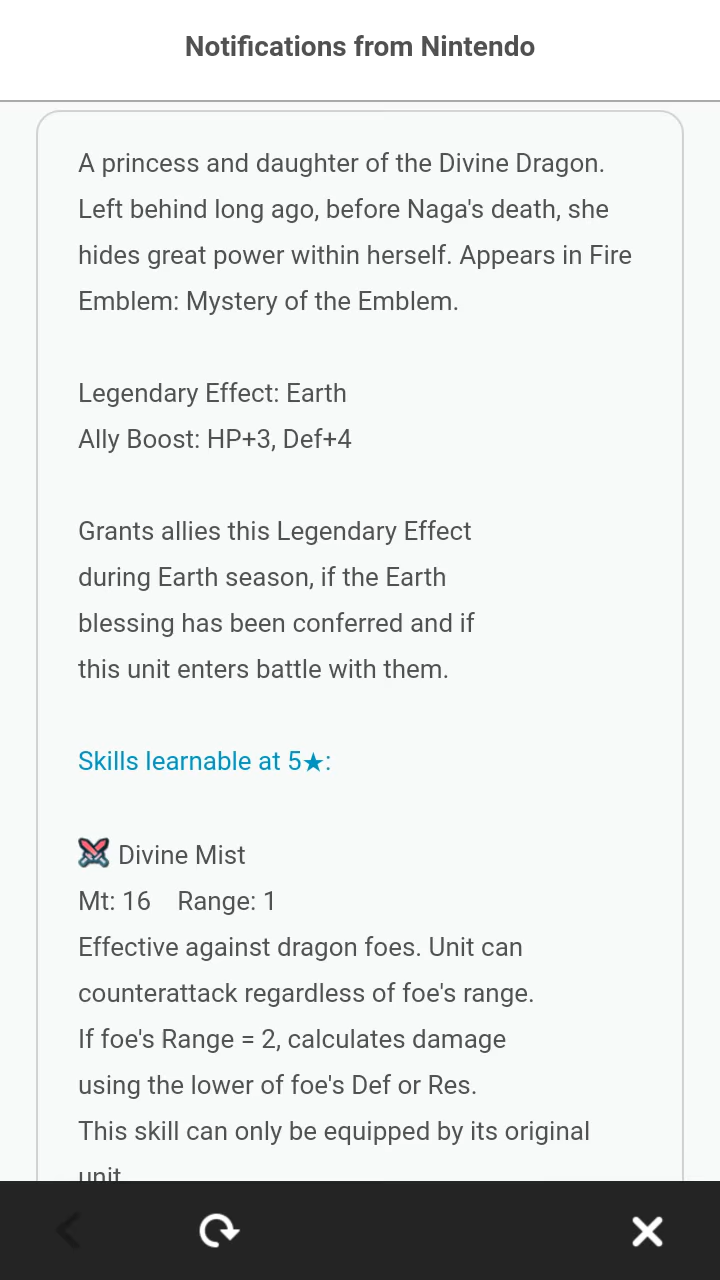 Notifications from Nintendo
A princess and daughter of the Divine Dragon.
Left behind long ago, before Naga's death, she
hides great power within herself. Appears in Fire
Emblem: Mystery of the Emblem.
Legendary Effect: Earth
Ally Boost: HP+3, Def+4
Grants allies this Legendary Effect
during Earth season, if the Earth
blessing has been conferred and if
this unit enters battle with them.
Skills learnable at 5★:
Divine Mist
Mt: 16 Range: 1
Effective against dragon foes. Unit can
counterattack regardless of foe's range.
If foe's Range = 2, calculates damage
using the lower of foe's Def or Res.
This skill can only be equipped by its original
unit